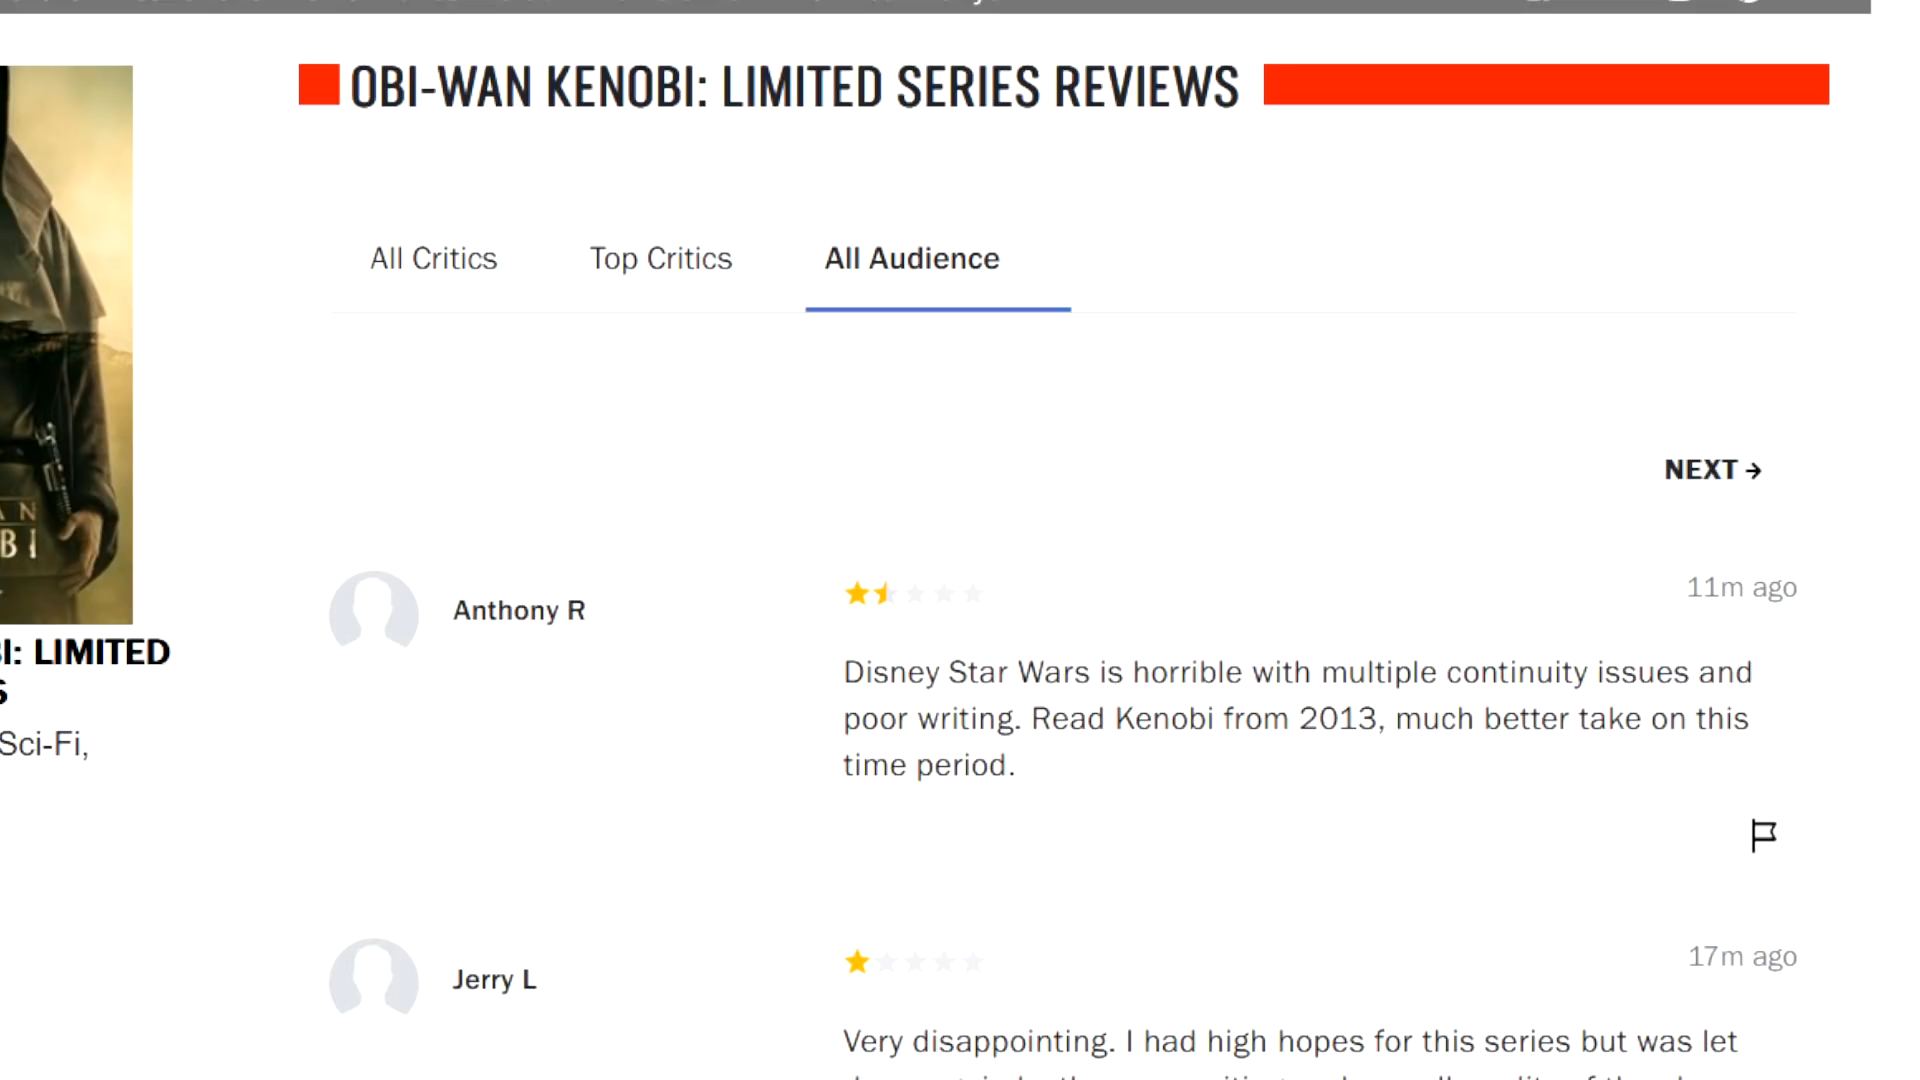 OBI-WAN KENOBI: LIMITED SERIES REVIEWS
All Critics Top Critics All Audience
NEXT →
AN
BI
I: LIMITED
S
Sci-Fi,
Anthony R
11m ago
Disney Star Wars is horrible with multiple continuity issues and
poor writing. Read Kenobi from 2013, much better take on this
time period.
Jerry L
17m ago
Very disappointing. I had high hopes for this series but was let